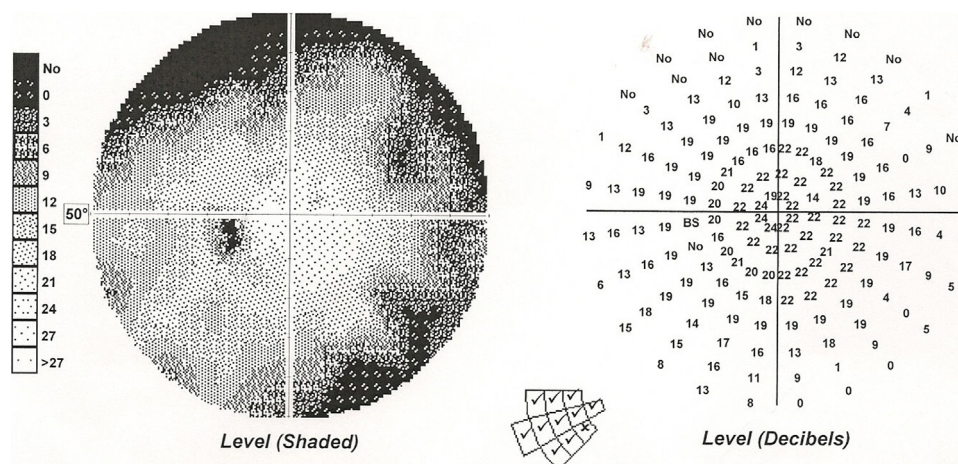 No
0
3
6
9
12
15
18
21
24
27
>27
50°
Level (Shaded)
No No
No No
1 3
No No 12 No
No 12 3 12 13 13
No 13 10 13 16 16 16 1
3 4
13 19 19 19 19 19 16 7
1 12 19 16 No
16 19 16 16 22 22 18 19 0 9
19 21 22 22 22 22
9 13 19 19 19 20 22 19 22 14 22 19 16 13 10
20 22 24 22 22
BS 20 24 22 22 22
13 16 13 19 22 24 22 22 22 19 16 4
No 16 22 22 22
16 19 20 22 22 21 19 17
6 13 13 21 20 20 22 22 22 9 5
19 19 16 15 18 22 22 19 4
18 19 19 0
15 14 19 19 19 19 5
15 17 18 9
8 16 16 13 1 0
13 11 9 0
8 0
Level (Decibels)